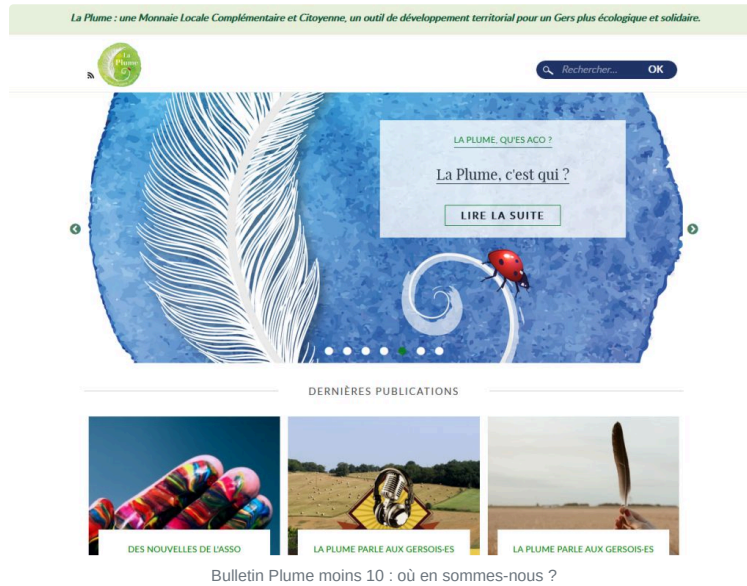 La Plume : une Monnaie Locale Complémentaire et Citoyenne, un outil de développement territorial pour un Gers plus écologique et solidaire.
La
Plume
Rechercher...
OK
LA PLUME, QU'ES ACO ?
La Plume, c'est qui ?
LIRE LA SUITE
DERNIÈRES PUBLICATIONS
DES NOUVELLES DE L'ASSO
LA PLUME PARLE AUX GERSOIS·ES
LA PLUME PARLE AUX GERSOIS·ES
Bulletin Plume moins 10 : où en sommes-nous ?